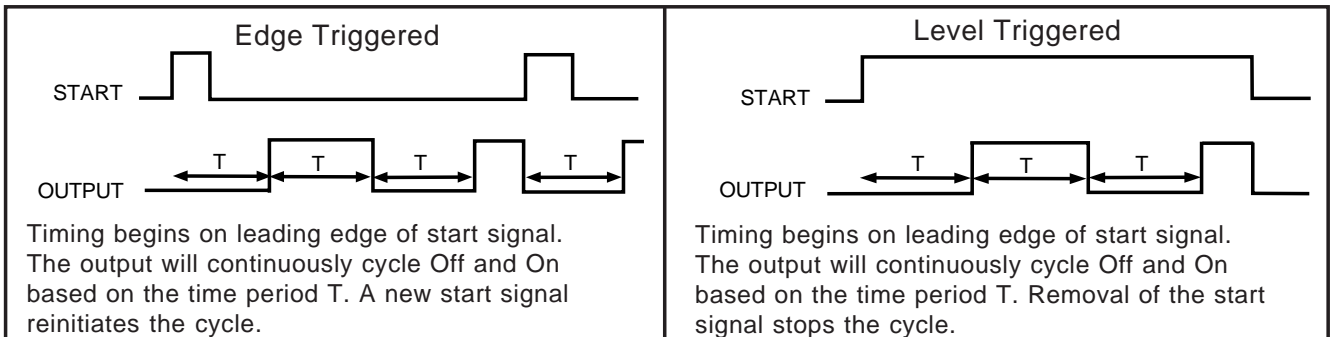 Edge Triggered
START
T T T T
OUTPUT
Timing begins on leading edge of start signal.
The output will continuously cycle Off and On
based on the time period T. A new start signal
reinitiates the cycle.
Level Triggered
START
T T T
OUTPUT
Timing begins on leading edge of start signal.
The output will continuously cycle Off and On
based on the time period T. Removal of the start
signal stops the cycle.